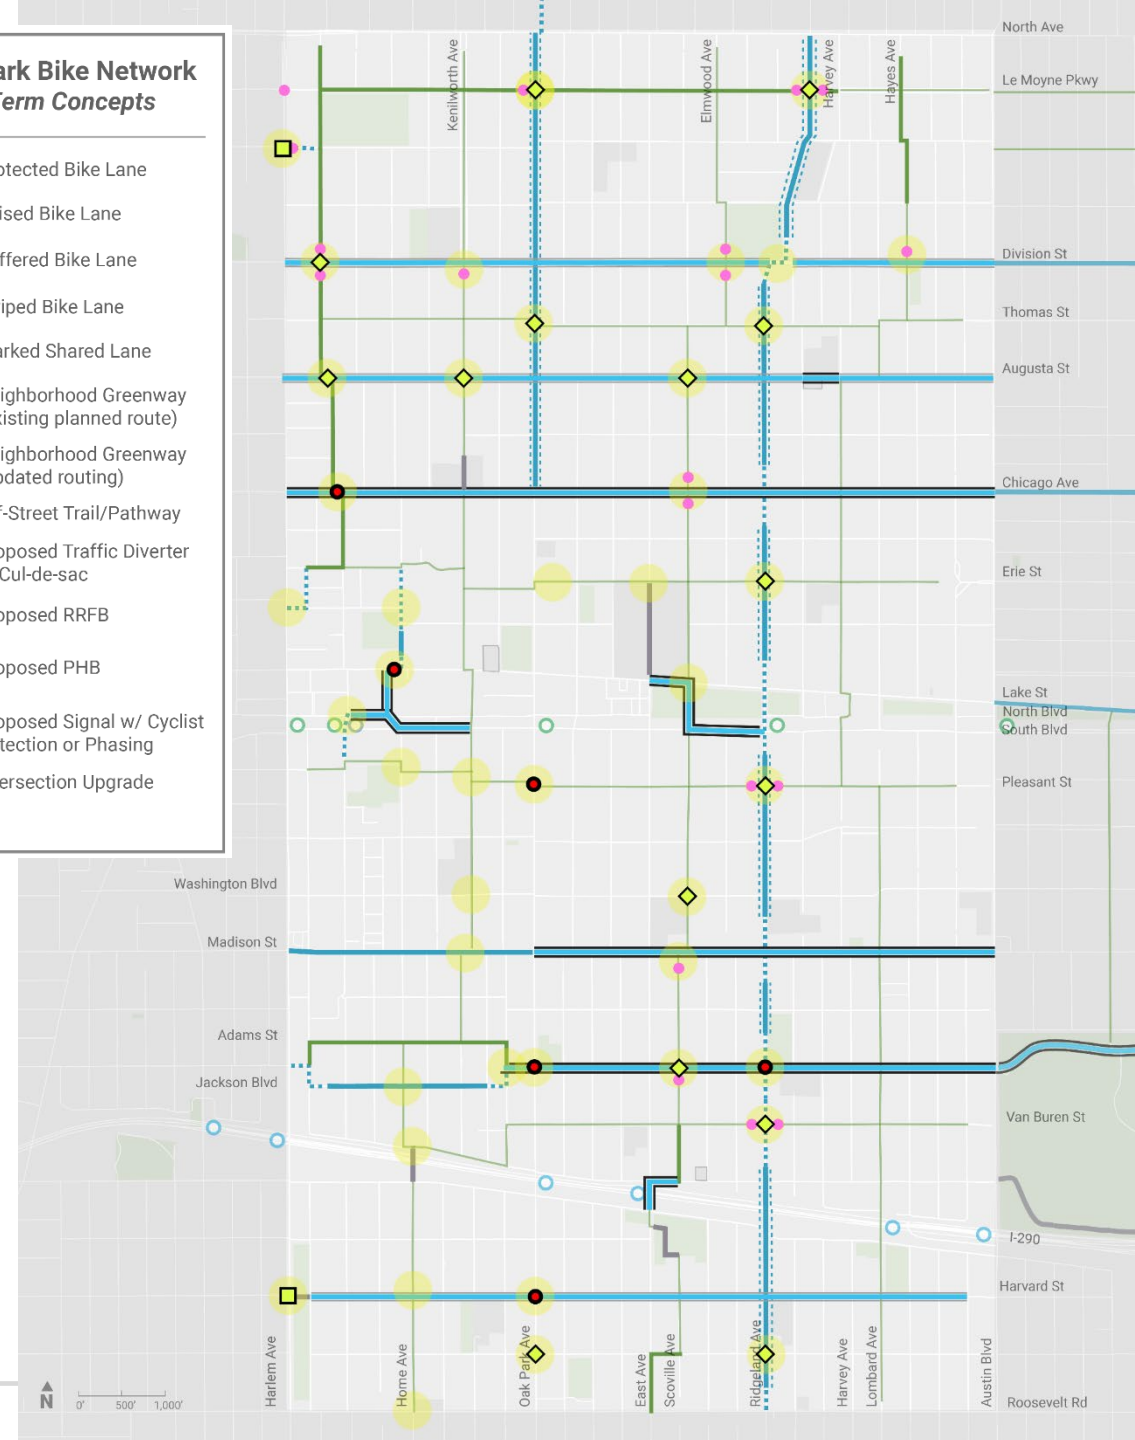 ark Bike Network
Term Concepts
otected Bike Lane
ised Bike Lane
ffered Bike Lane
iped Bike Lane
arked Shared Lane
ighborhood Greenway
xisting planned route)
ighborhood Greenway
pdated routing)
f-Street Trail/Pathway
oposed Traffic Diverter
Cul-de-sac
oposed RRFB
oposed PHB
oposed Signal w/ Cyclist
tection or Phasing
ersection Upgrade
Kenilworth Ave
Elmwood Ave
Harvey Ave
Hayes Ave
North Ave
Le Moyne Pkwy
Division St
Thomas St
Augusta St
Chicago Ave
Erie St
Lake St
North Blvd
South Blvd
Pleasant St
Washington Blvd
Madison St
Adams St
Jackson Blvd
Van Buren St
I-290
Harvard St
Harlem Ave
Home Ave
Oak Park Ave
East Ave
Scoville Ave
Ridgeland Ave
Harvey Ave
Lombard Ave
Austin Blvd
Roosevelt Rd
N
0' 500' 1,000'